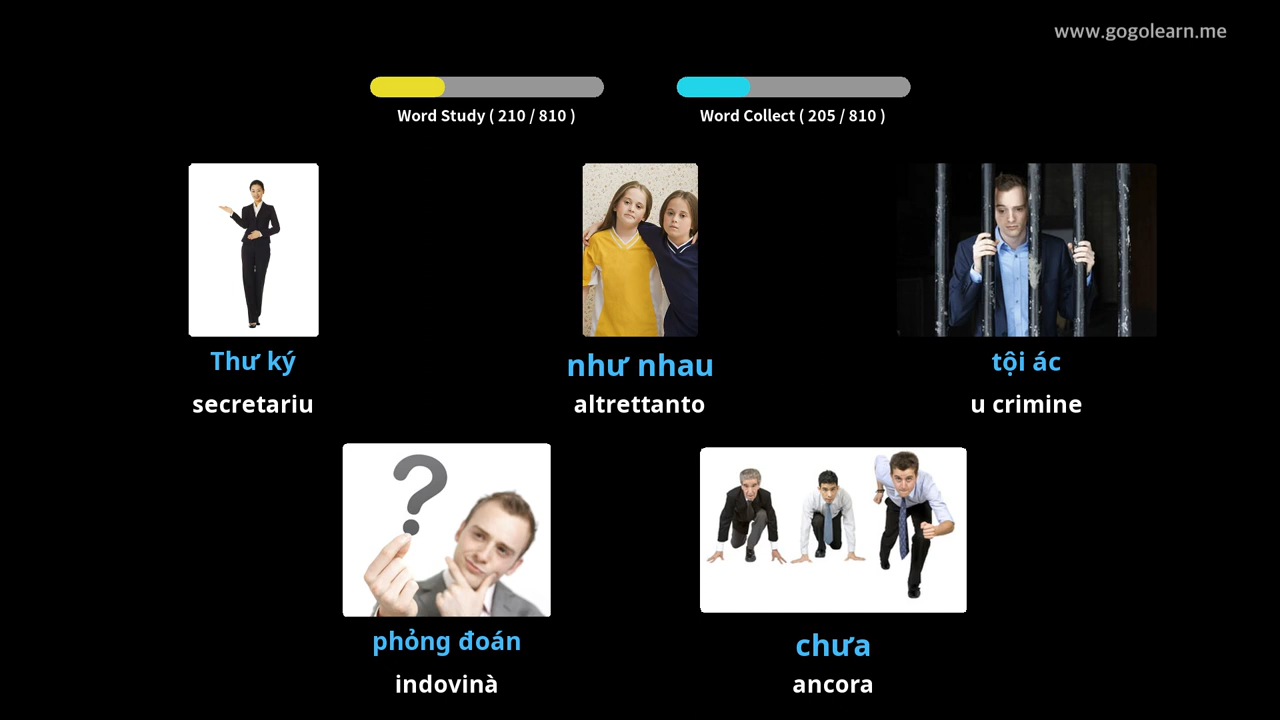 www.gogolearn.me
Word Study ( 210 / 810 )
Word Collect ( 205 / 810 )
Thư ký
như nhau
tội ác
secretariu
altrettanto
u crimine
phỏng đoán
chưa
indovinà
ancora